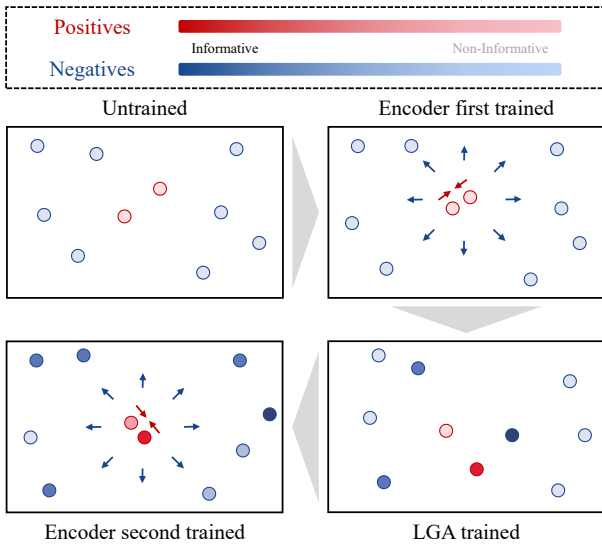 Positives
Informative
Non-Informative
Negatives
Untrained
Encoder first trained
Encoder second trained
LGA trained